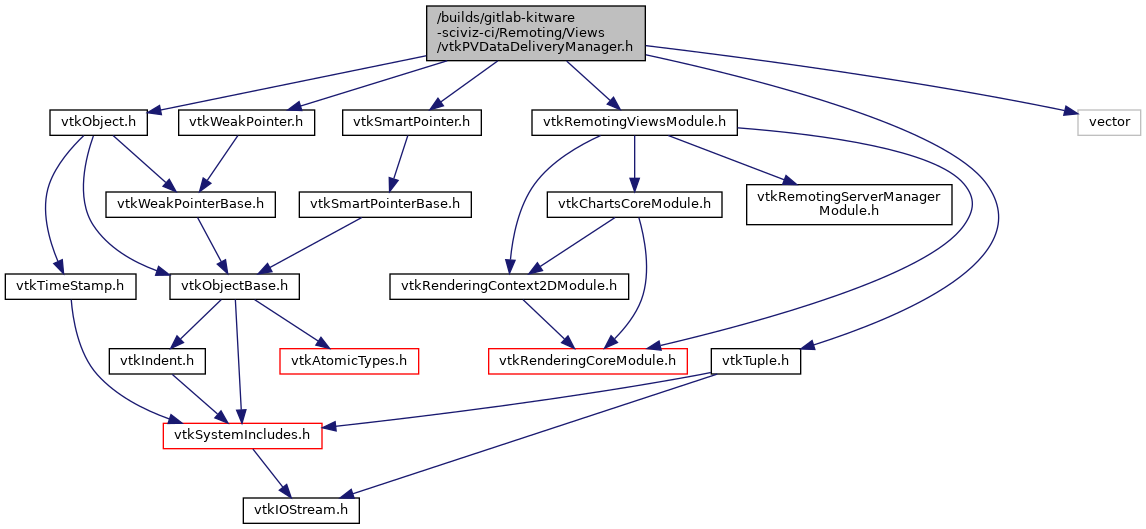 /builds/gitlab-kitware
-sciviz-ci/Remoting/Views
/vtkPVDataDeliveryManager.h
vtkObject.h
vtkWeakPointer.h
vtkSmartPointer.h
vtkRemotingViewsModule.h
vector
vtkWeakPointerBase.h
vtkSmartPointerBase.h
vtkChartsCoreModule.h
vtkRemotingServerManager
Module.h
vtkTimeStamp.h
vtkObjectBase.h
vtkRenderingContext2DModule.h
vtkIndent.h
vtkAtomicTypes.h
vtkRenderingCoreModule.h
vtkTuple.h
vtkSystemIncludes.h
vtkIOStream.h